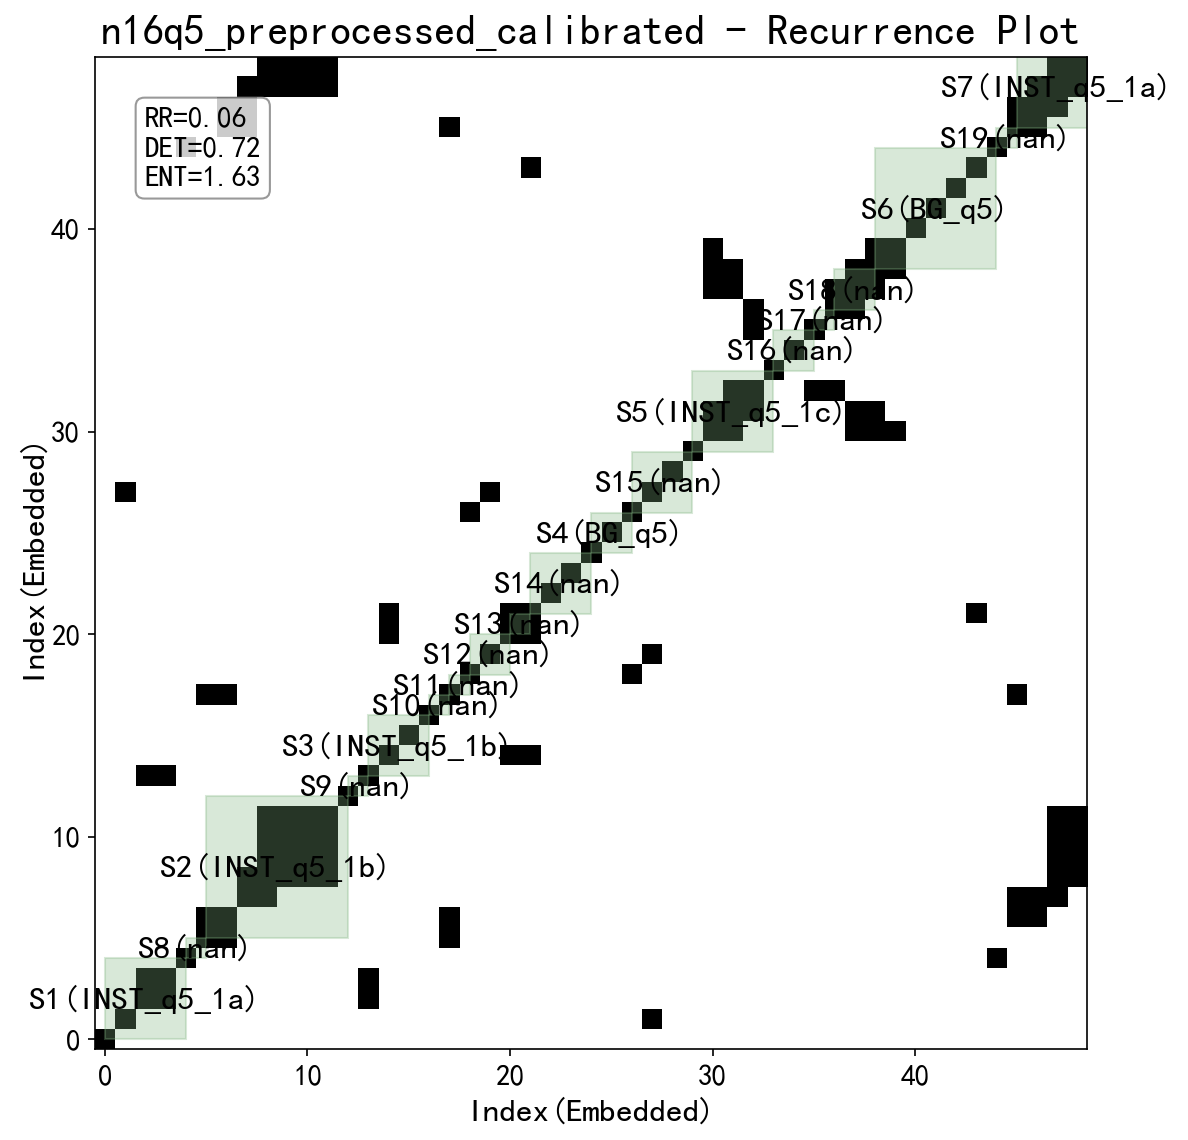 n16q5_preprocessed_calibrated - Recurrence Plot
RR=0.06
DET=0.72
ENT=1.63
S7(INST_q5_1a)
S19(nan)
S6(BG_q5)
S18(nan)
S17(nan)
S16(nan)
S5(INST_q5_1c)
S15(nan)
S4(BG_q5)
S14(nan)
S13(nan)
S12(nan)
S11(nan)
S10(nan)
S3(INST_q5_1b)
S9(nan)
S2(INST_q5_1b)
S8(nan)
S1(INST_q5_1a)
40
30
20
10
0
Index(Embedded)
0 10 20 30 40
Index(Embedded)